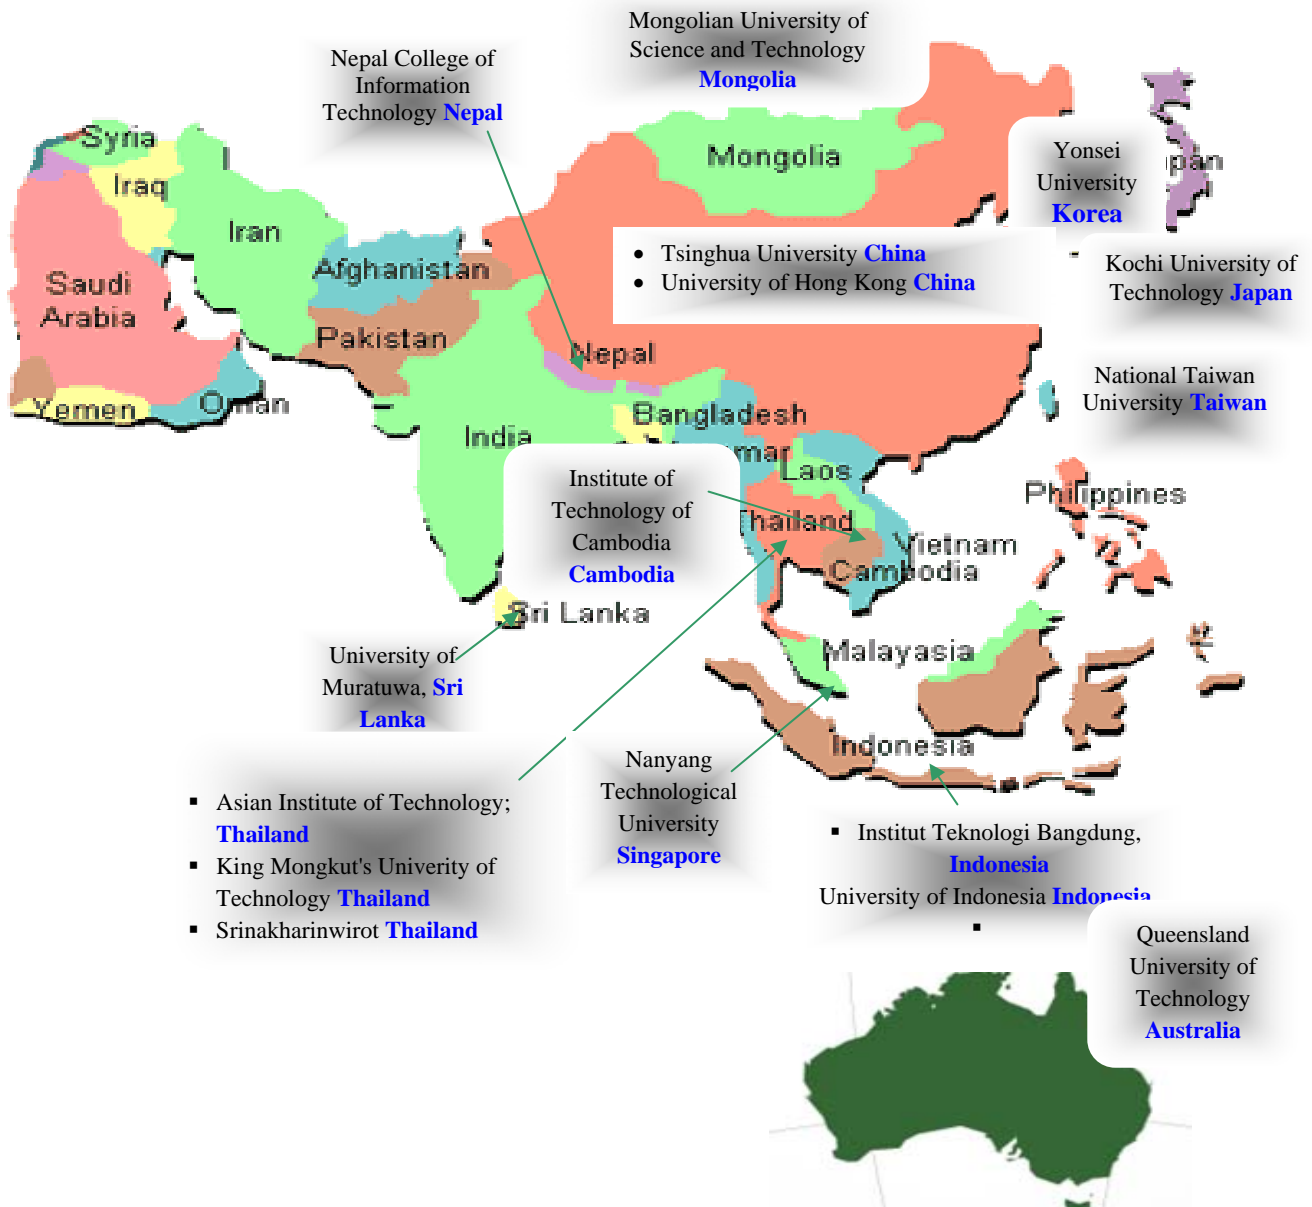 Mongolian University of
Science and Technology
Mongolia
Nepal College of
Information
Technology Nepal
Syria
Iraq
Iran
Mongolia
Yonsei
University
Korea
pan
Afghanistan
• Tsinghua University China
• University of Hong Kong China
Kochi University of
Technology Japan
Saudi
Arabia
Pakistan
Nepal
National Taiwan
University Taiwan
Yemen
Oman
India
Bangladesh
mar
Laos
Philippines
Institute of
Technology of
Cambodia
Cambodia
hailand
Vietnam
Cambodia
Sri Lanka
Malayasia
University of
Muratuwa, Sri
Lanka
Indonesia
▪ Asian Institute of Technology;
Thailand
▪ King Mongkut's Univerity of
Technology Thailand
▪ Srinakharinwirot Thailand
Nanyang
Technological
University
Singapore
▪ Institut Teknologi Bangdung,
Indonesia
University of Indonesia Indonesia
▪
Queensland
University of
Technology
Australia